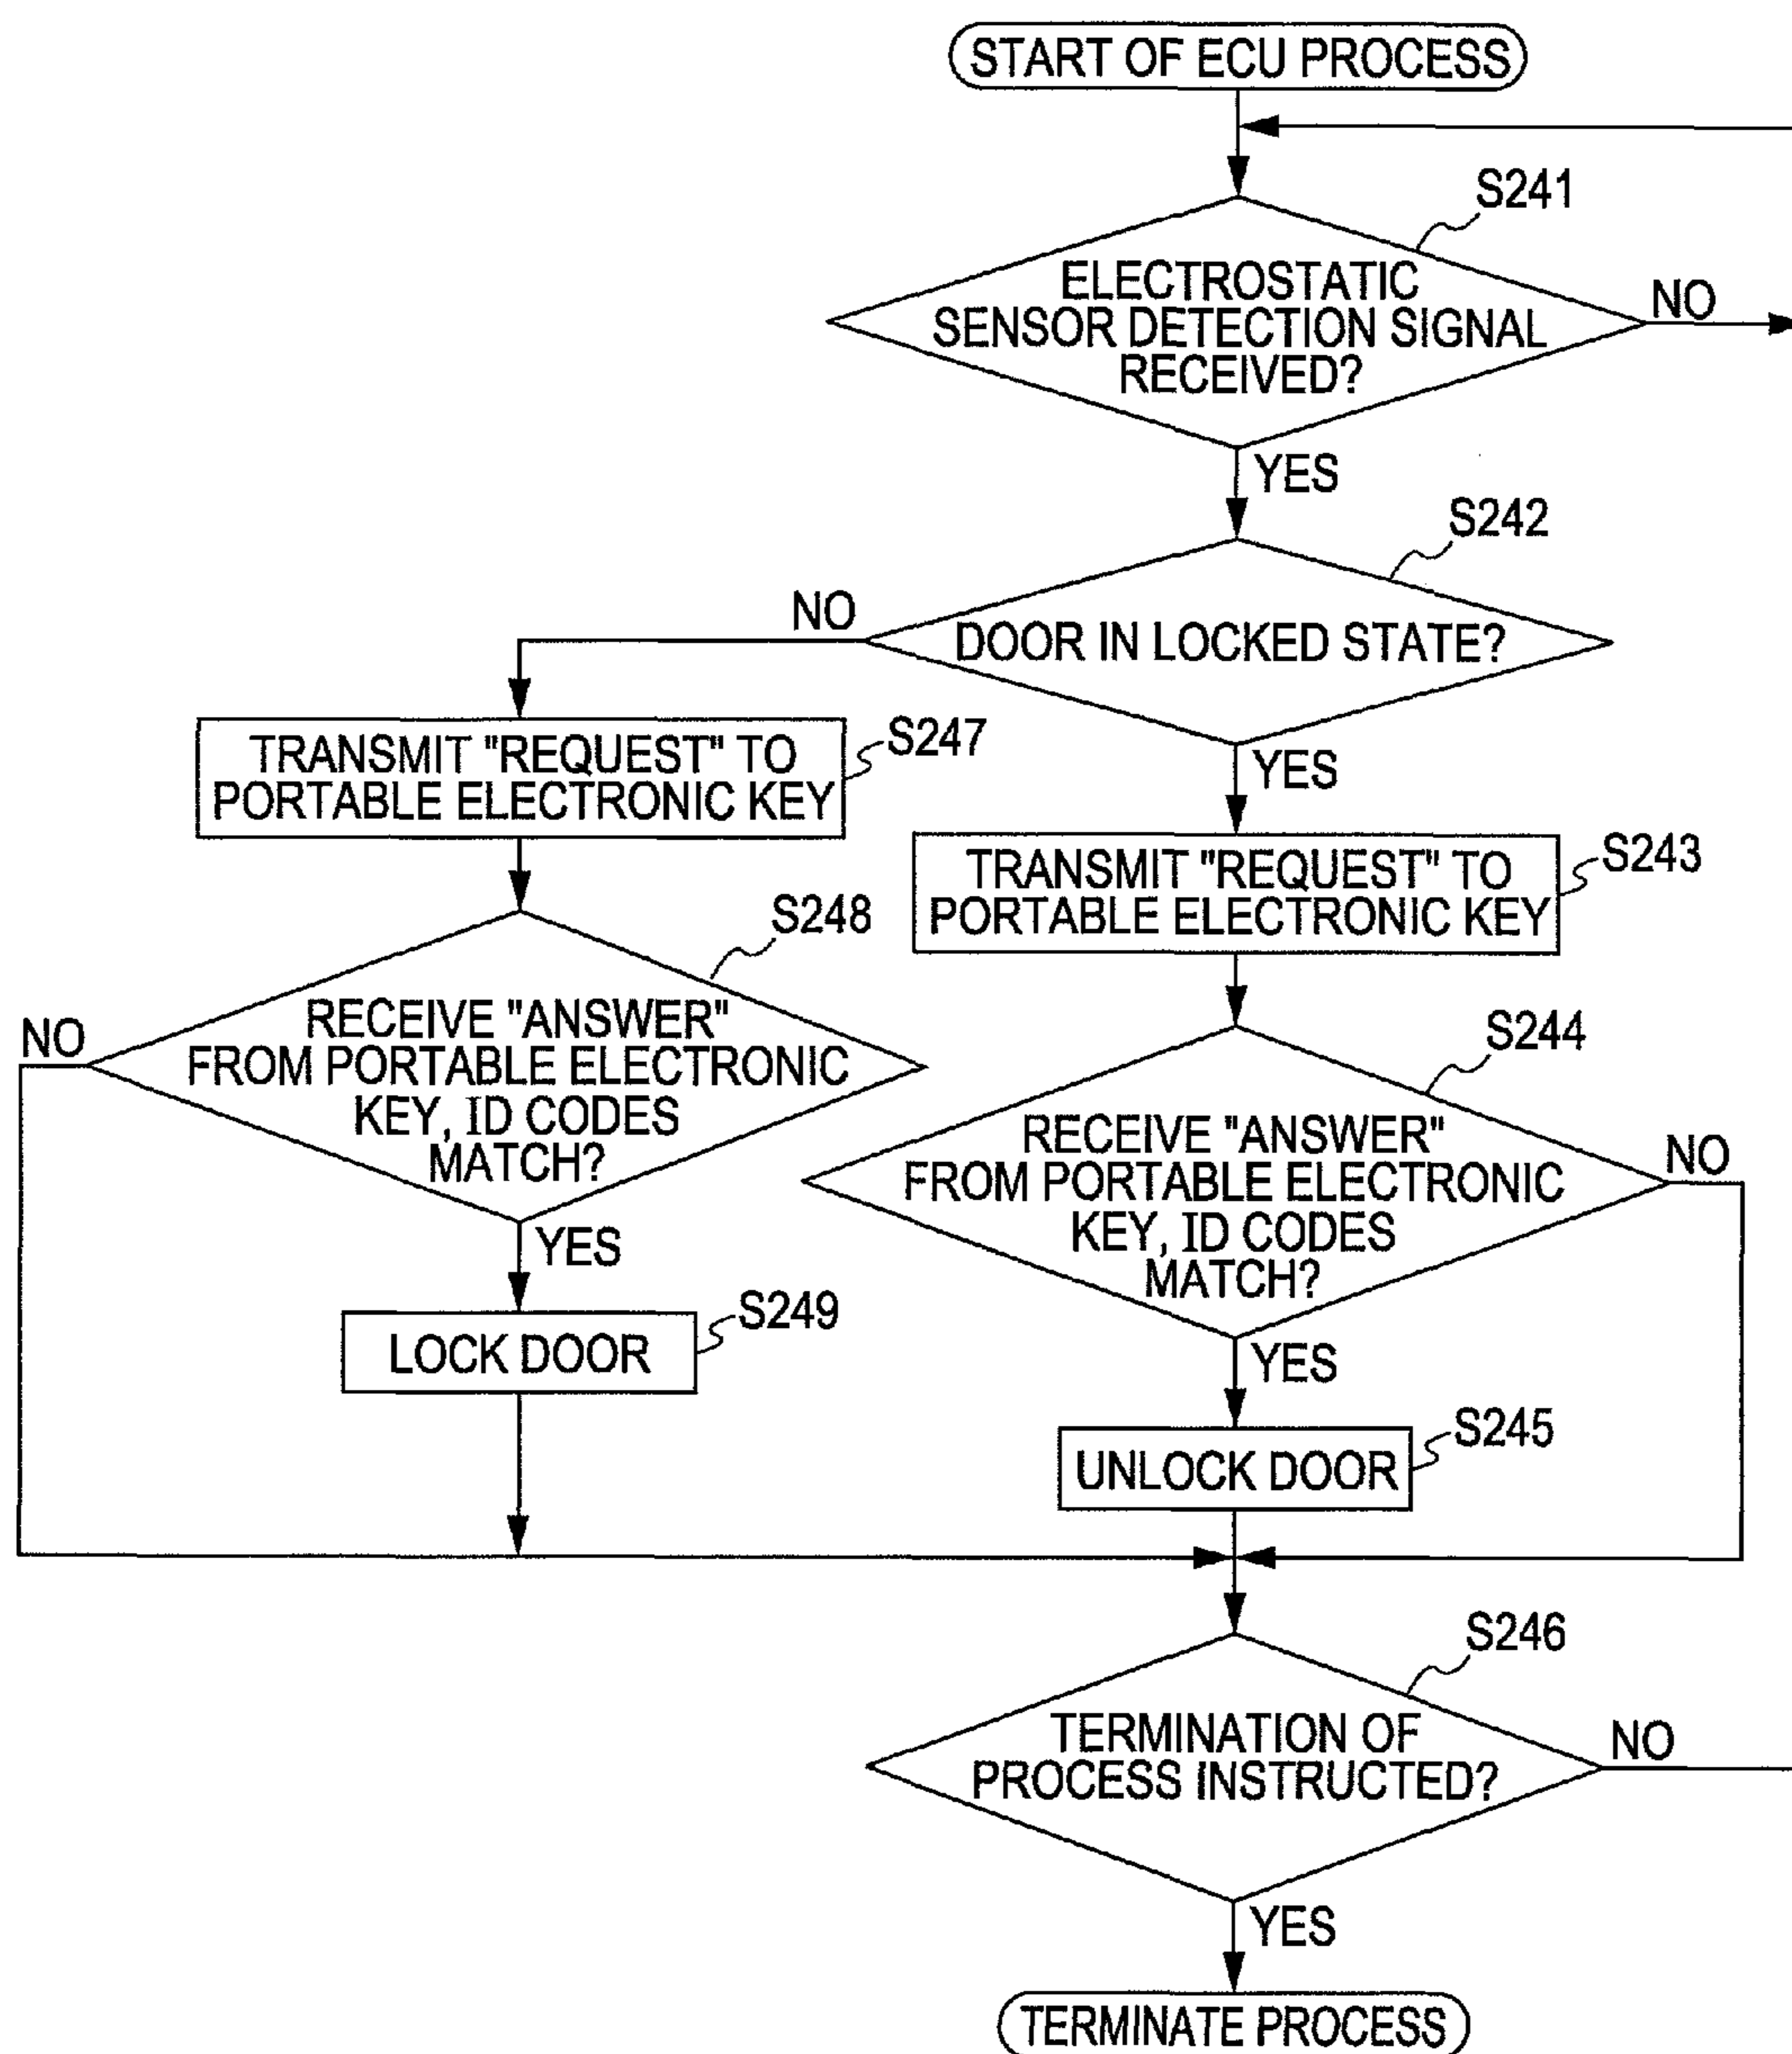 START OF ECU PROCESS
S241
ELECTROSTATIC
SENSOR DETECTION SIGNAL
RECEIVED?
NO
YES
S242
NO
DOOR IN LOCKED STATE?
YES
S247
TRANSMIT "REQUEST" TO
PORTABLE ELECTRONIC KEY
S243
TRANSMIT "REQUEST" TO
PORTABLE ELECTRONIC KEY
S248
NO
RECEIVE "ANSWER"
FROM PORTABLE ELECTRONIC
KEY, ID CODES
MATCH?
YES
S244
RECEIVE "ANSWER"
FROM PORTABLE ELECTRONIC
KEY, ID CODES
MATCH?
NO
YES
S249
LOCK DOOR
S245
UNLOCK DOOR
S246
TERMINATION OF
PROCESS INSTRUCTED?
NO
YES
TERMINATE PROCESS